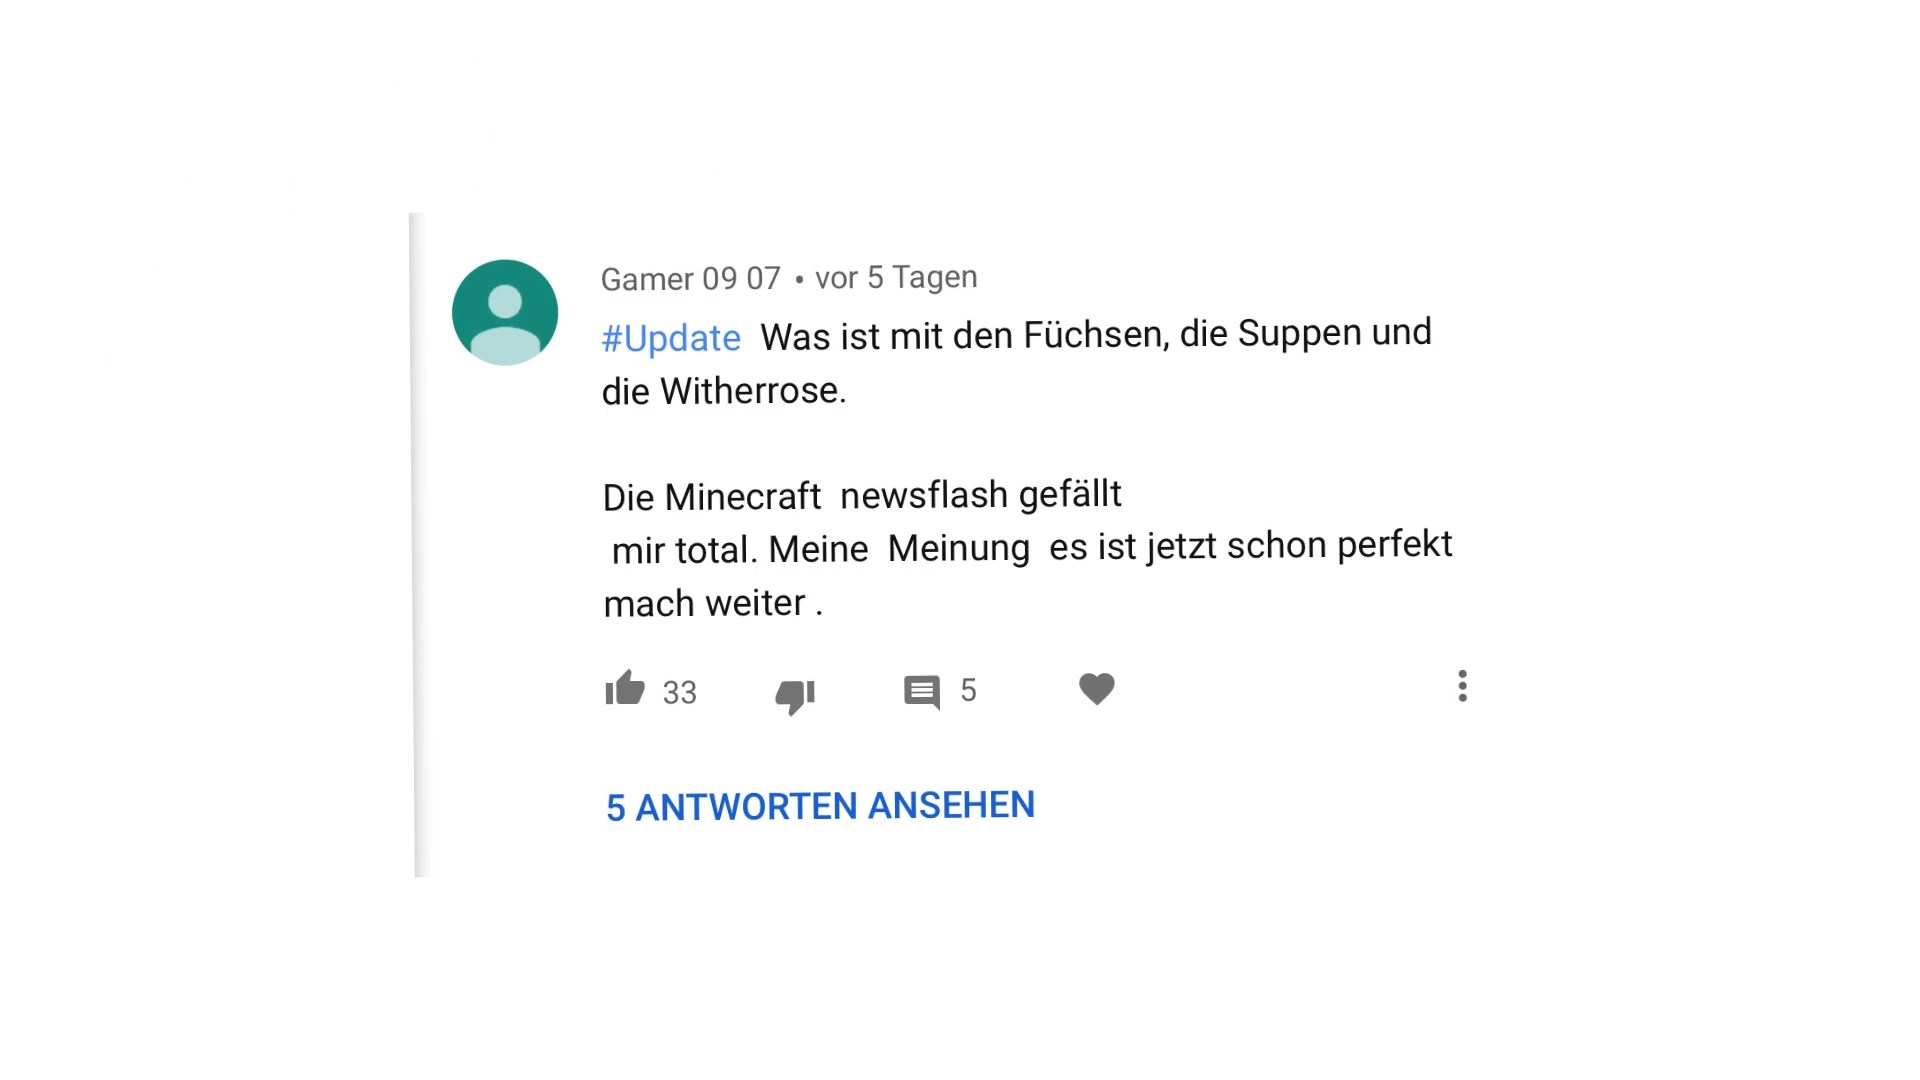 Gamer 09 07 • vor 5 Tagen
#Update  Was ist mit den Füchsen, die Suppen und
die Witherrose.
Die Minecraft  newsflash gefällt
mir total. Meine  Meinung  es ist jetzt schon perfekt
mach weiter .
33 5
5 ANTWORTEN ANSEHEN